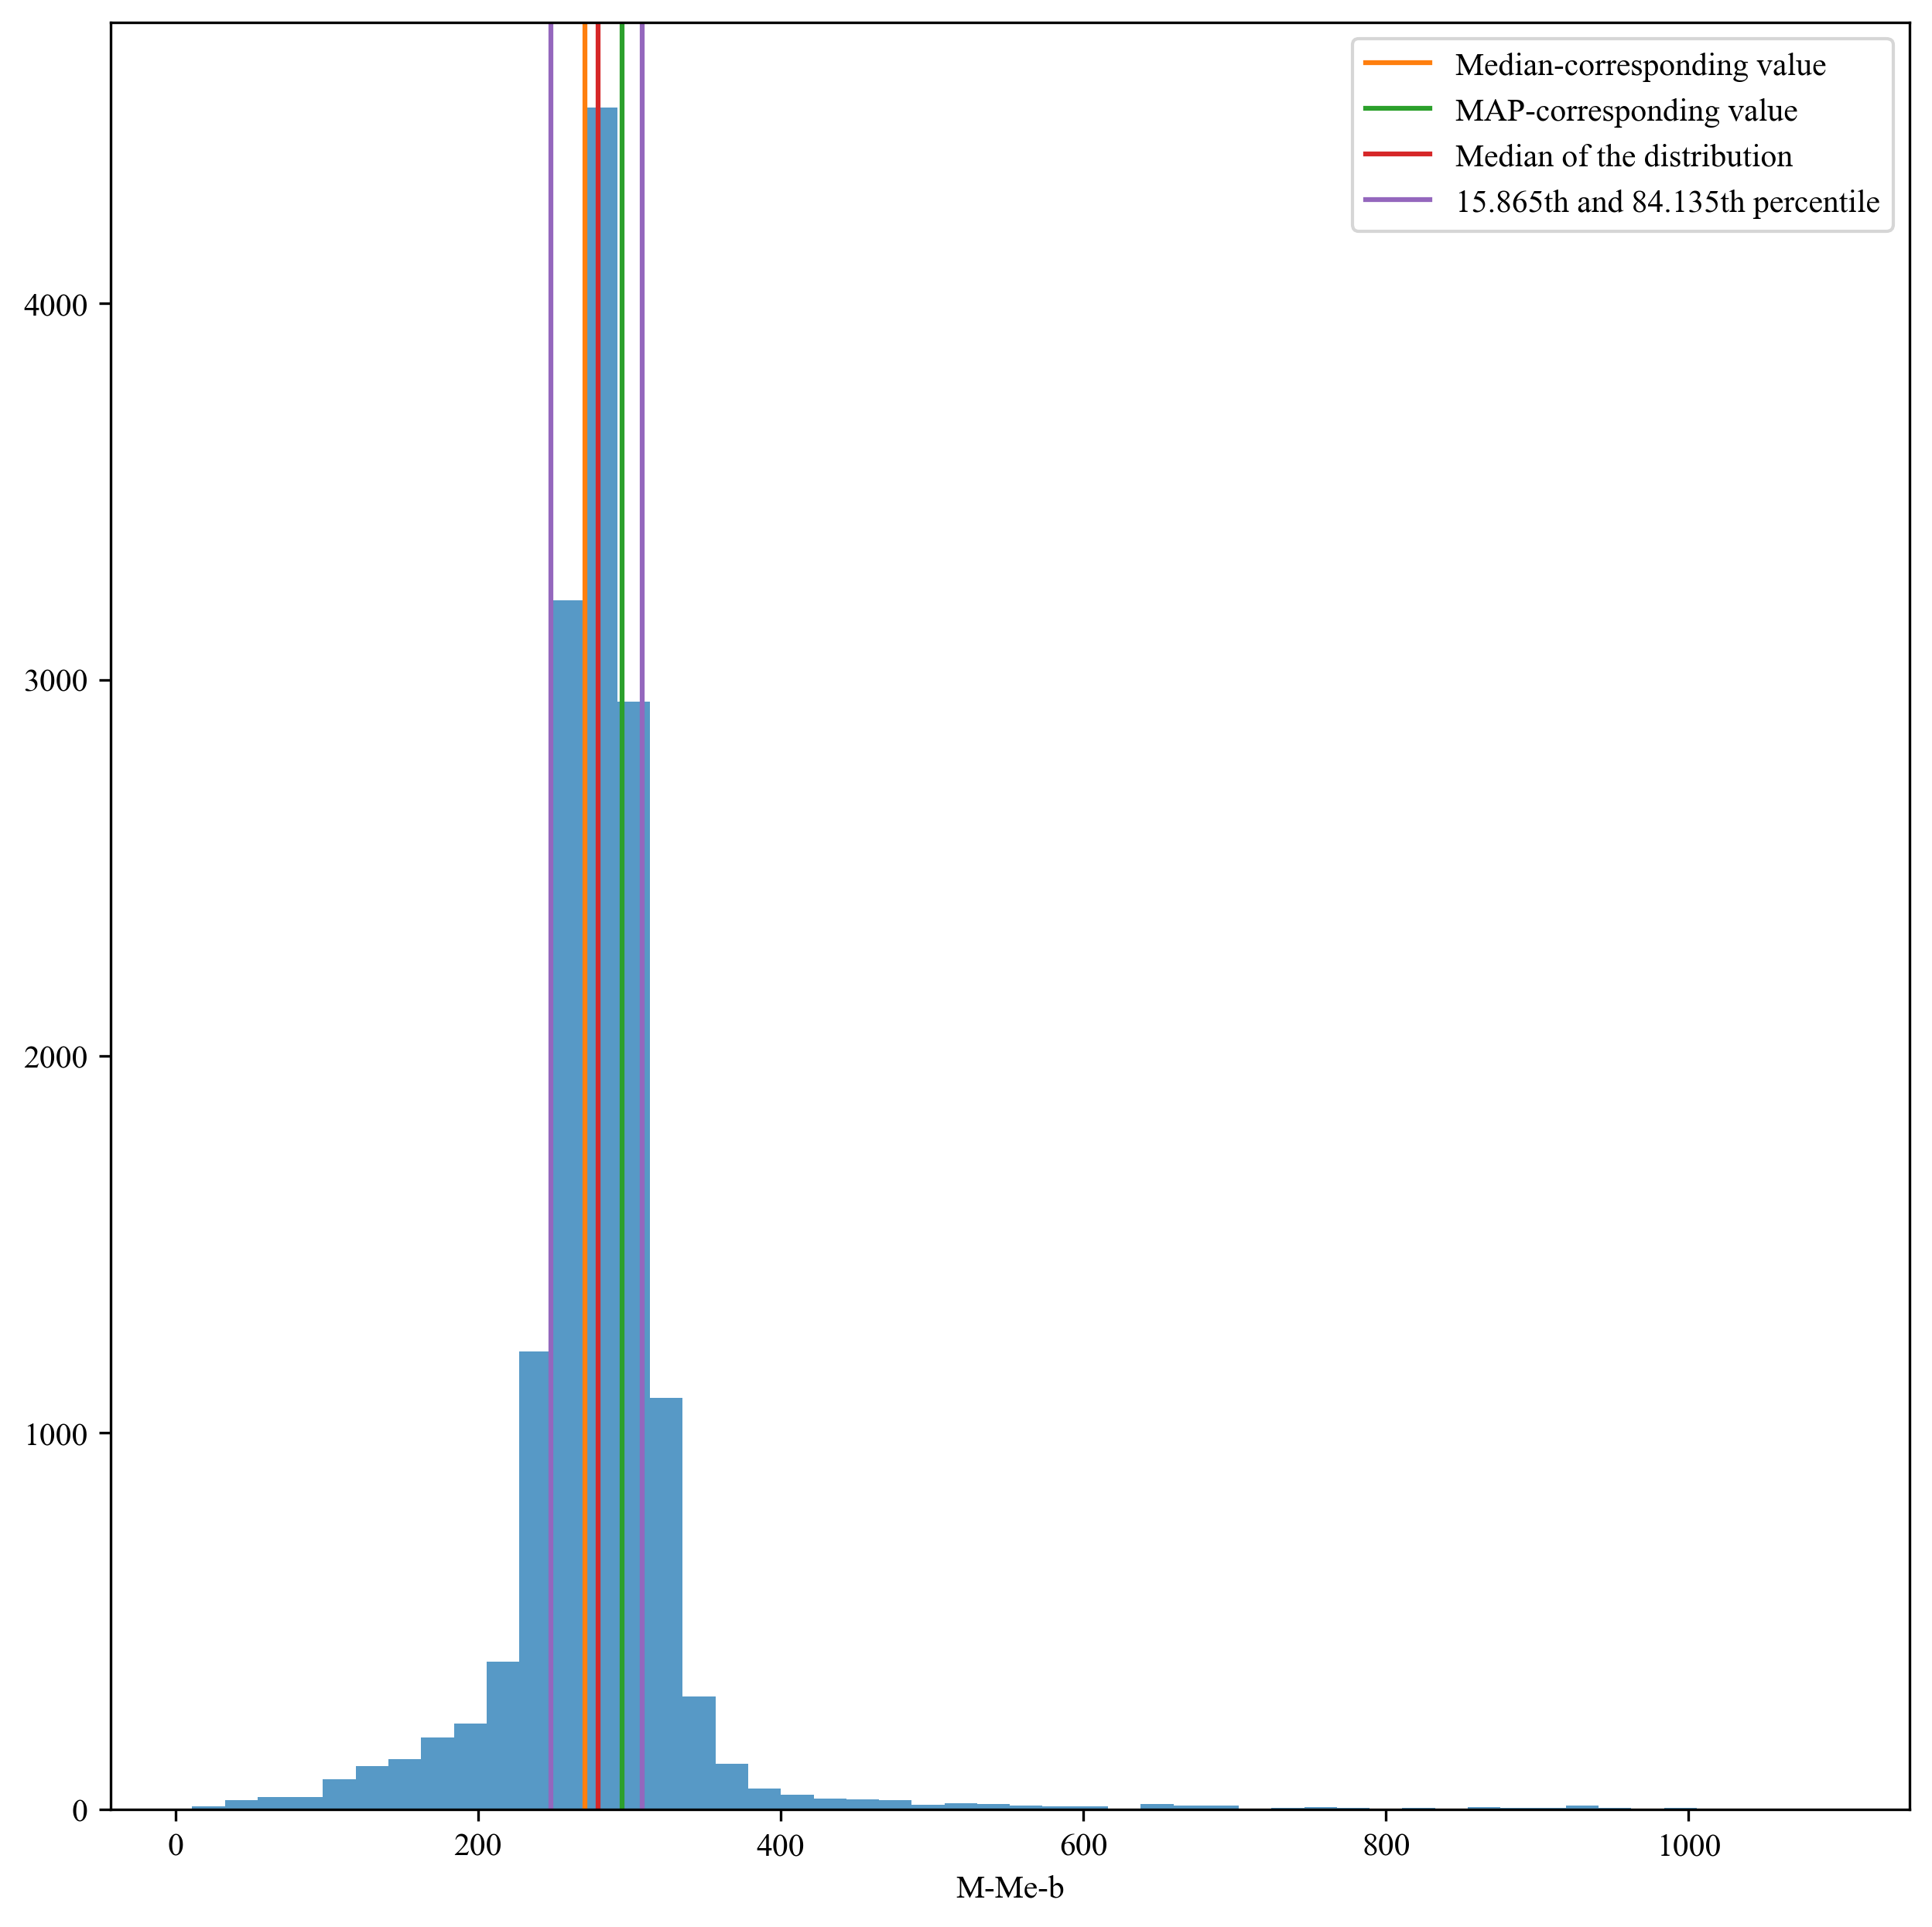 Median-corresponding value
MAP-corresponding value
Median of the distribution
15.865th and 84.135th percentile
4000
3000
2000
1000
0
0 200 400 600 800 1000
M-Me-b